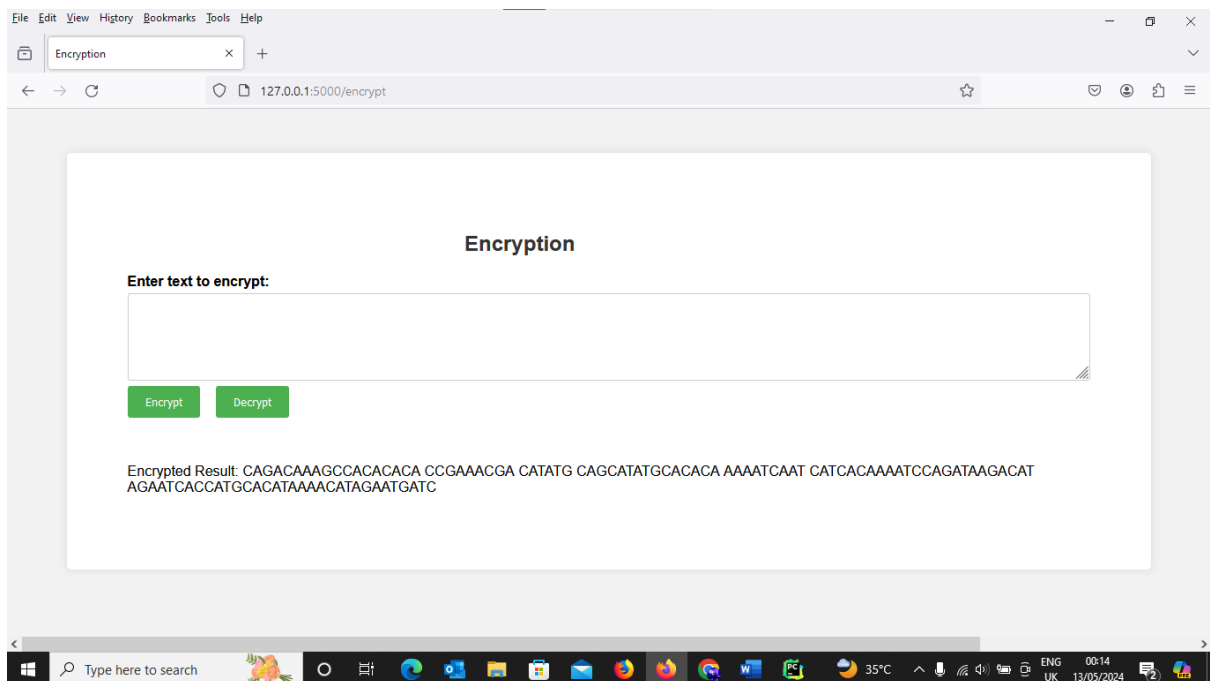 File Edit View History Bookmarks Tools Help
Encryption
127.0.0.1:5000/encrypt
Encryption
Enter text to encrypt:
Encrypt Decrypt
Encrypted Result: CAGACAAAGCCACACACA CCGAAACGA CATATG CAGCATATGCACACA AAAATCAAT CATCACAAAATCCAGATAAGACAT
AGAATCACCATGCACATAAAACATAGAATGATC
Type here to search
35°C
ENG
UK
00:14
13/05/2024
2